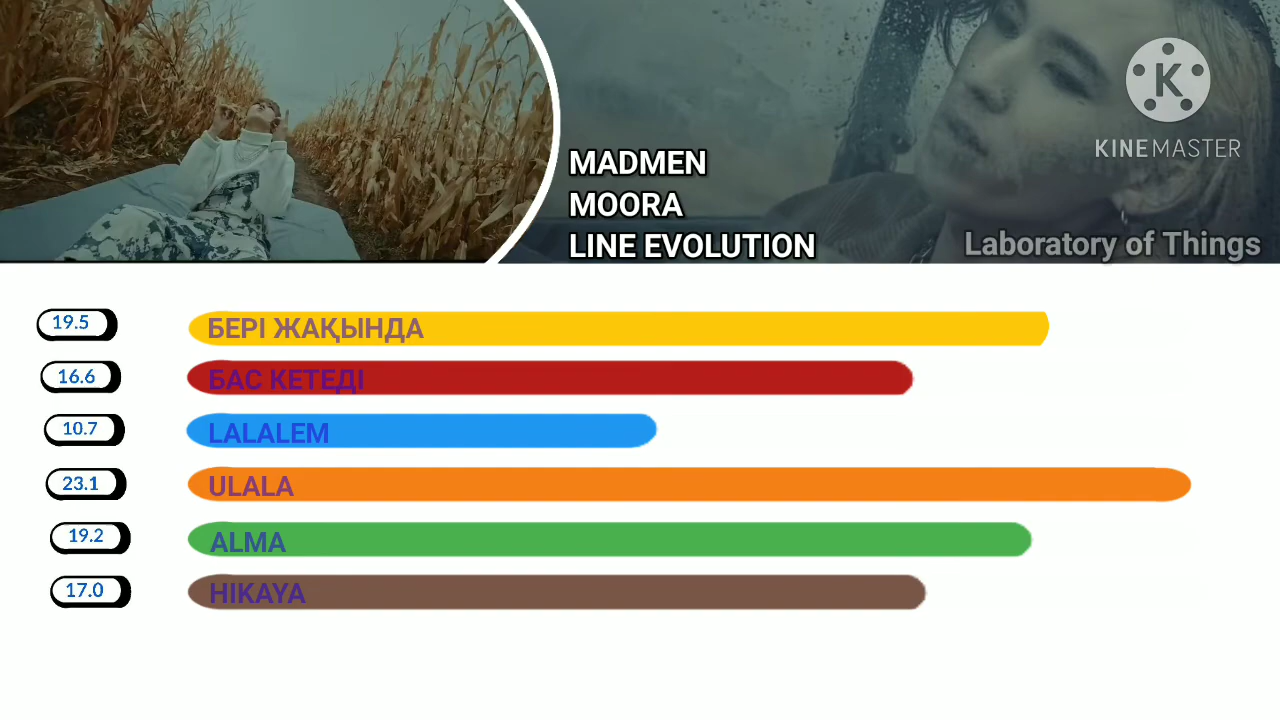 K
KINEMASTER
MADMEN
MOORA
LINE EVOLUTION
Laboratory of Things
19.5 БЕРІ ЖАҚЫНДА
16.6 БАС КЕТЕДІ
10.7 LALALEM
23.1 ULALA
19.2 ALMA
17.0 HIKAYA